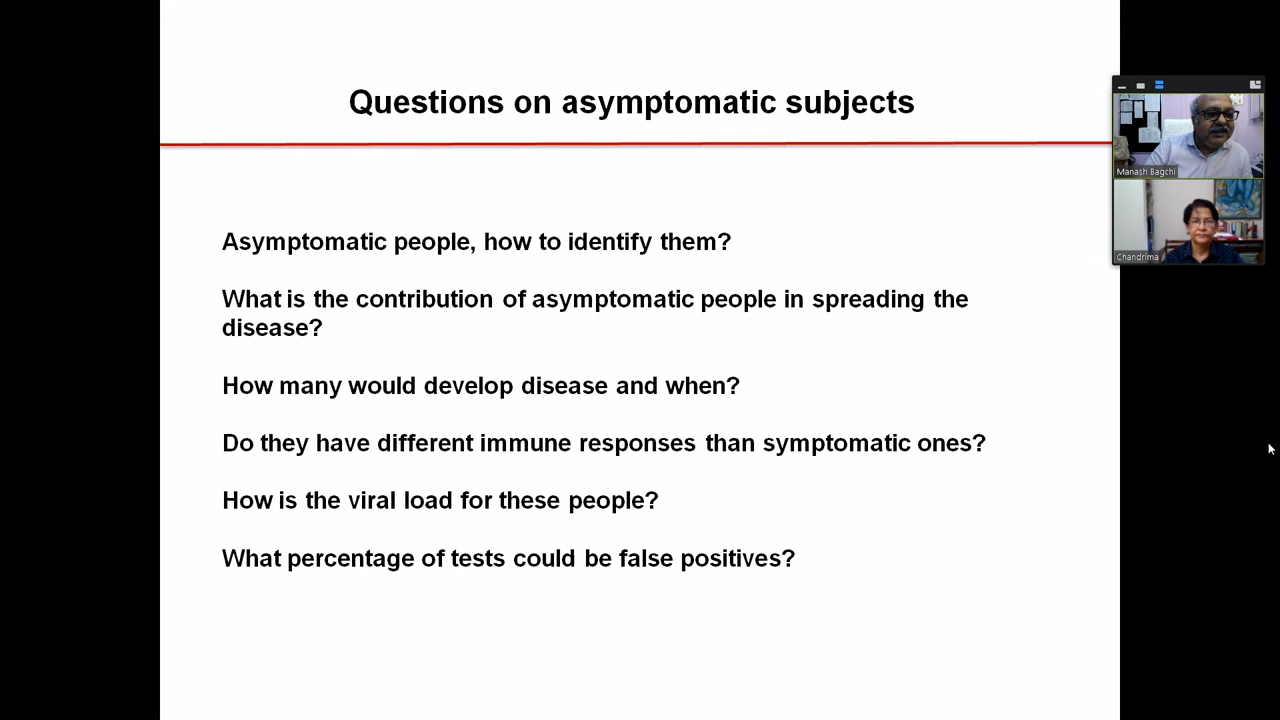 Questions on asymptomatic subjects
Asymptomatic people, how to identify them?
What is the contribution of asymptomatic people in spreading the
disease?
How many would develop disease and when?
Do they have different immune responses than symptomatic ones?
How is the viral load for these people?
What percentage of tests could be false positives?
Manash Bagchi
Chandrima